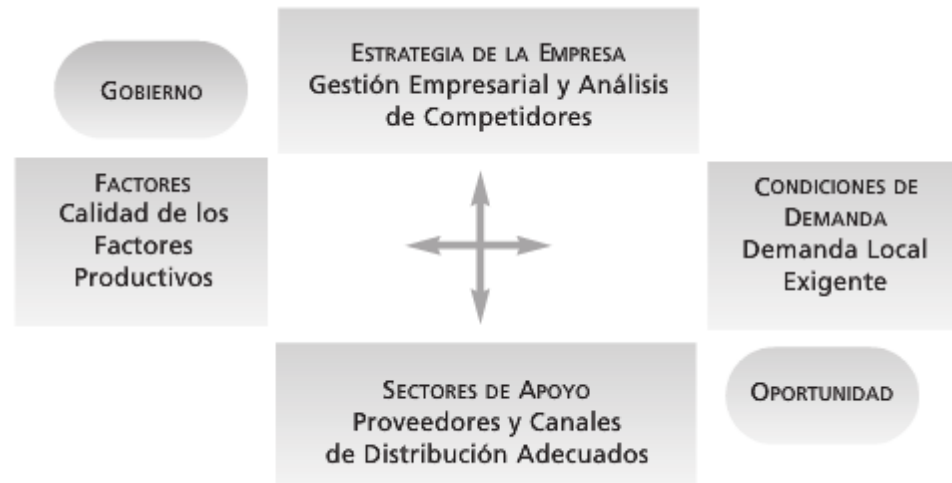 GOBIERNO
ESTRATEGIA DE LA EMPRESA
Gestión Empresarial y Análisis
de Competidores
FACTORES
Calidad de los
Factores
Productivos
CONDICIONES DE
DEMANDA
Demanda Local
Exigente
SECTORES DE APOYO
Proveedores y Canales
de Distribución Adecuados
OPORTUNIDAD